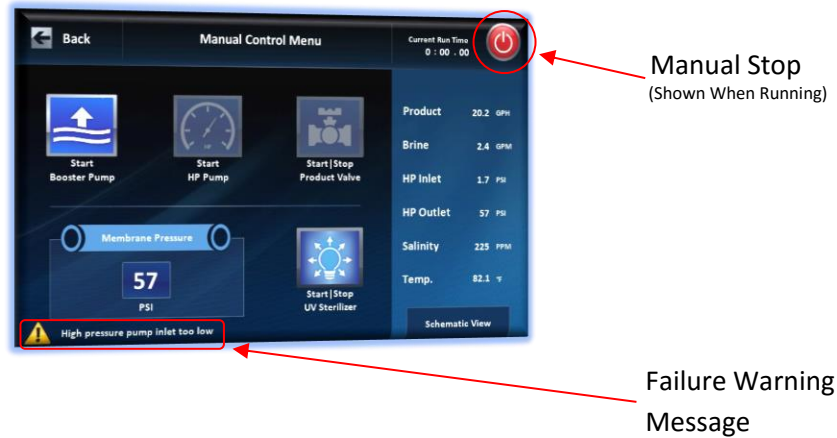 Back
Manual Control Menu
Current Run Time
0 : 00 . 00
Manual Stop
(Shown When Running)
Start
Booster Pump
HP
Start
HP Pump
Start|Stop
Product Valve
Product 20.2 GPH
Brine 2.4 GPM
HP Inlet 1.7 PSI
HP Outlet 57 PSI
Salinity 225 PPM
Temp. 82.1 °F
Membrane Pressure
57
PSI
Start|Stop
UV Sterilizer
High pressure pump inlet too low
Schematic View
Failure Warning
Message